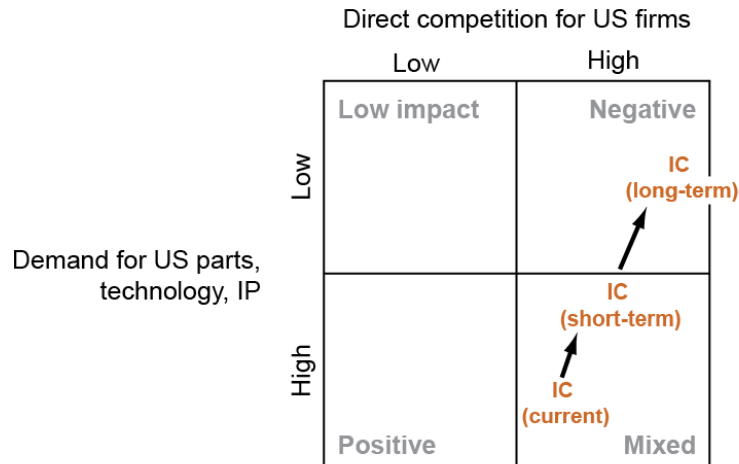 Direct competition for US firms
Low
High
Low impact
Negative
Low
IC
(long-term)
Demand for US parts,
technology, IP
IC
(short-term)
High
IC
(current)
Positive
Mixed